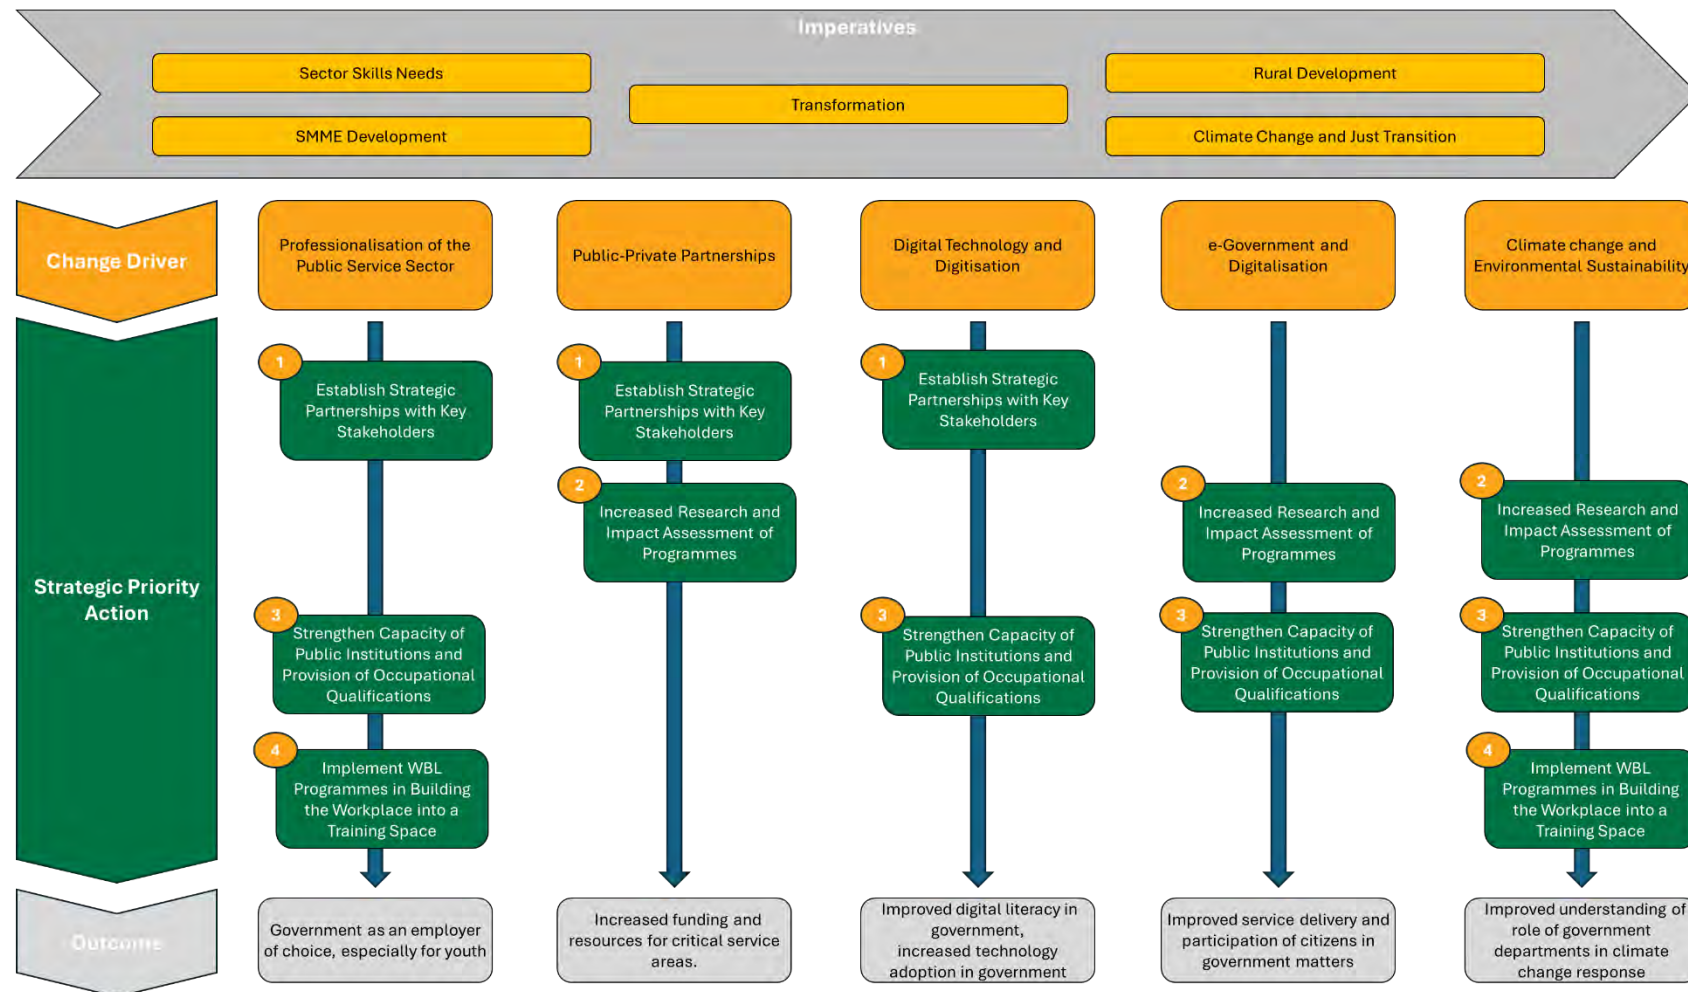 Imperatives
Sector Skills Needs
SMME Development
Transformation
Rural Development
Climate Change and Just Transition
Change Driver
Professionalisation of the
Public Service Sector
Public-Private Partnerships
Digital Technology and
Digitisation
e-Government and
Digitalisation
Climate change and
Environmental Sustainability
Strategic Priority
Action
1
Establish Strategic
Partnerships with Key
Stakeholders
3
Strengthen Capacity of
Public Institutions and
Provision of Occupational
Qualifications
4
Implement WBL
Programmes in Building
the Workplace into a
Training Space
1
Establish Strategic
Partnerships with Key
Stakeholders
2
Increased Research and
Impact Assessment of
Programmes
1
Establish Strategic
Partnerships with Key
Stakeholders
3
Strengthen Capacity of
Public Institutions and
Provision of Occupational
Qualifications
2
Increased Research and
Impact Assessment of
Programmes
3
Strengthen Capacity of
Public Institutions and
Provision of Occupational
Qualifications
2
Increased Research and
Impact Assessment of
Programmes
3
Strengthen Capacity of
Public Institutions and
Provision of Occupational
Qualifications
4
Implement WBL
Programmes in Building
the Workplace into a
Training Space
Outcome
Government as an employer
of choice, especially for youth
Increased funding and
resources for critical service
areas.
Improved digital literacy in
government,
increased technology
adoption in government
Improved service delivery and
participation of citizens in
government matters
Improved understanding of
role of government
departments in climate
change response